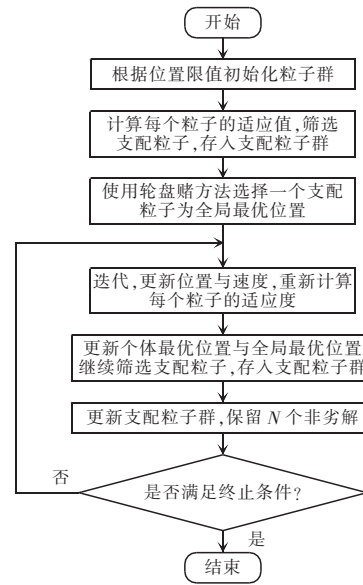 开始
根据位置限值初始化粒子群
计算每个粒子的适应值,筛选
支配粒子,存入支配粒子群
使用轮盘赌方法选择一个支配
粒子为全局最优位置
迭代,更新位置与速度,重新计算
每个粒子的适应度
更新个体最优位置与全局最优位置
继续筛选支配粒子,存入支配粒子群
更新支配粒子群,保留 N 个非劣解
否
是否满足终止条件?
是
结束